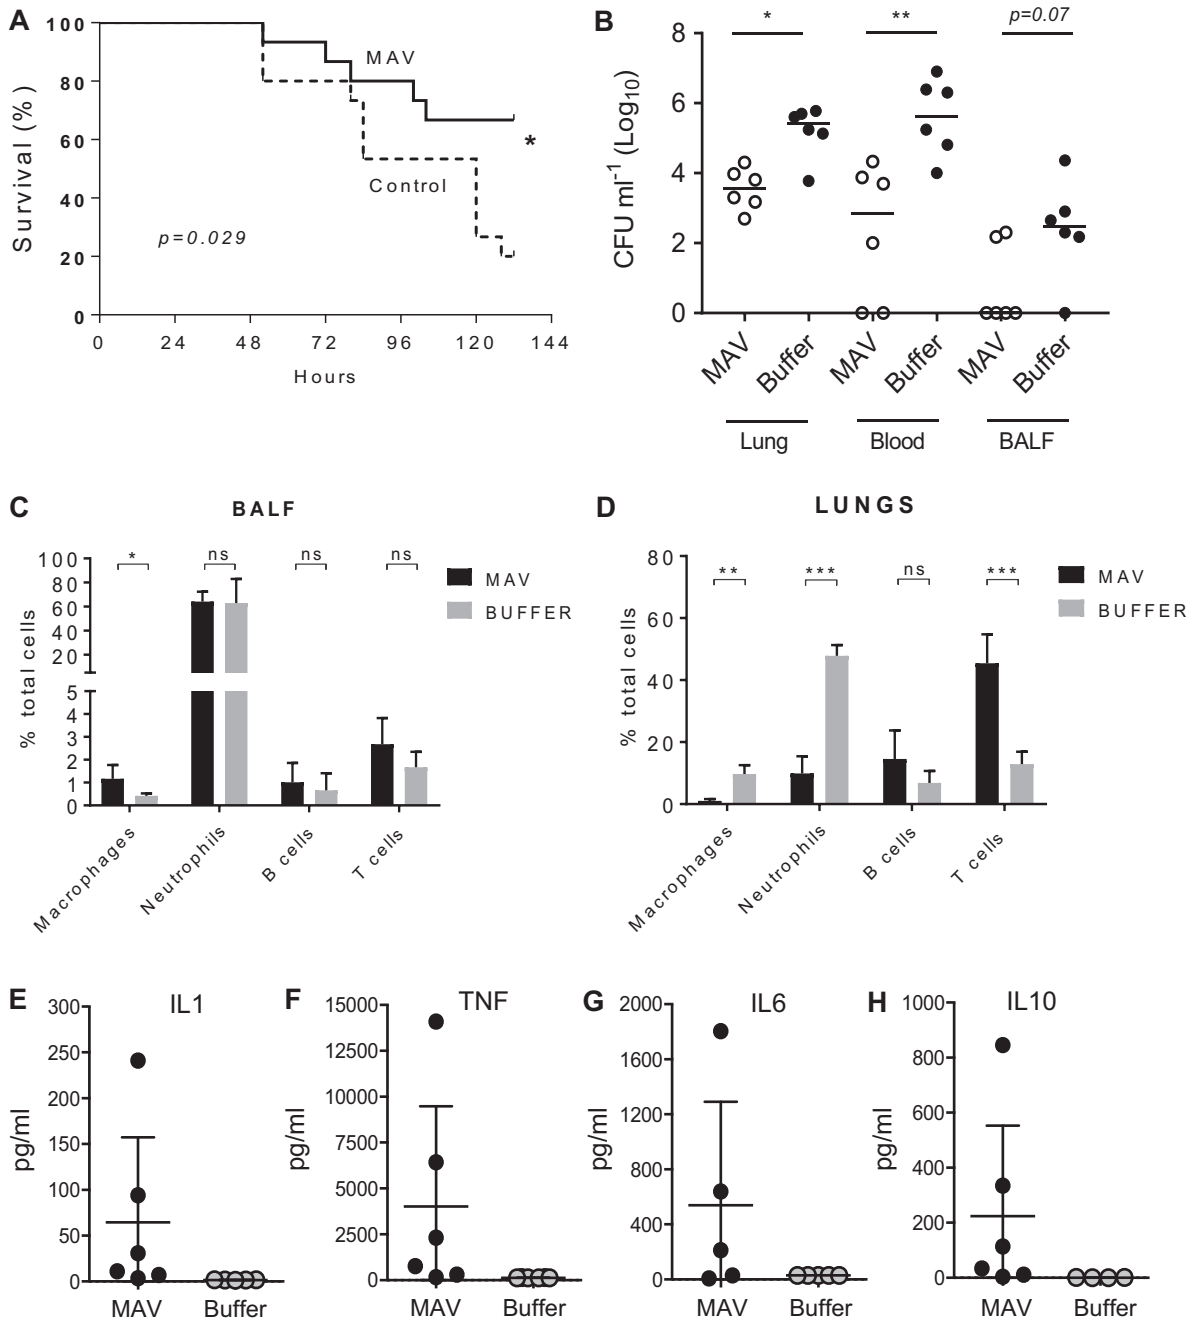 A
100
80
60
40
20
0
Survival (%)
MAV
*
Control
p=0.029
0 24 48 72 96 120 144
Hours
B
* ** p=0.07
8
6
4
2
0
CFU ml⁻¹ (Log₁₀)
MAV Buffer MAV Buffer MAV Buffer
Lung Blood BALF
C
BALF
% total cells
100
80
60
40
20
5
4
3
2
1
0
* ns ns ns
MAV
BUFFER
Macrophages Neutrophils B cells T cells
D
LUNGS
% total cells
80
60
40
20
0
** *** ns ***
MAV
BUFFER
Macrophages Neutrophils B cells T cells
E
IL1
pg/ml
300
250
200
150
100
50
0
MAV Buffer
F
TNF
pg/ml
15000
12500
10000
7500
5000
2500
0
MAV Buffer
G
IL6
pg/ml
2000
1600
1200
800
400
0
MAV Buffer
H
IL10
pg/ml
1000
800
600
400
200
0
MAV Buffer